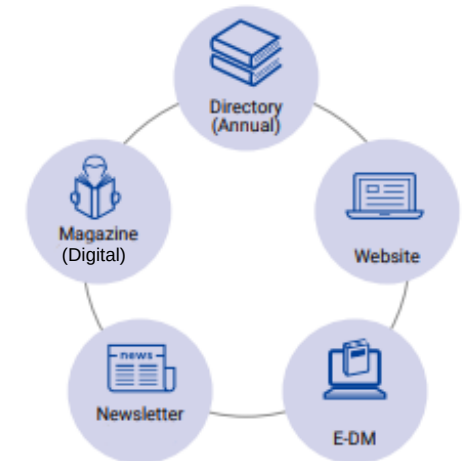 Directory
(Annual)
Magazine
(Digital)
Website
news
Newsletter
E-DM